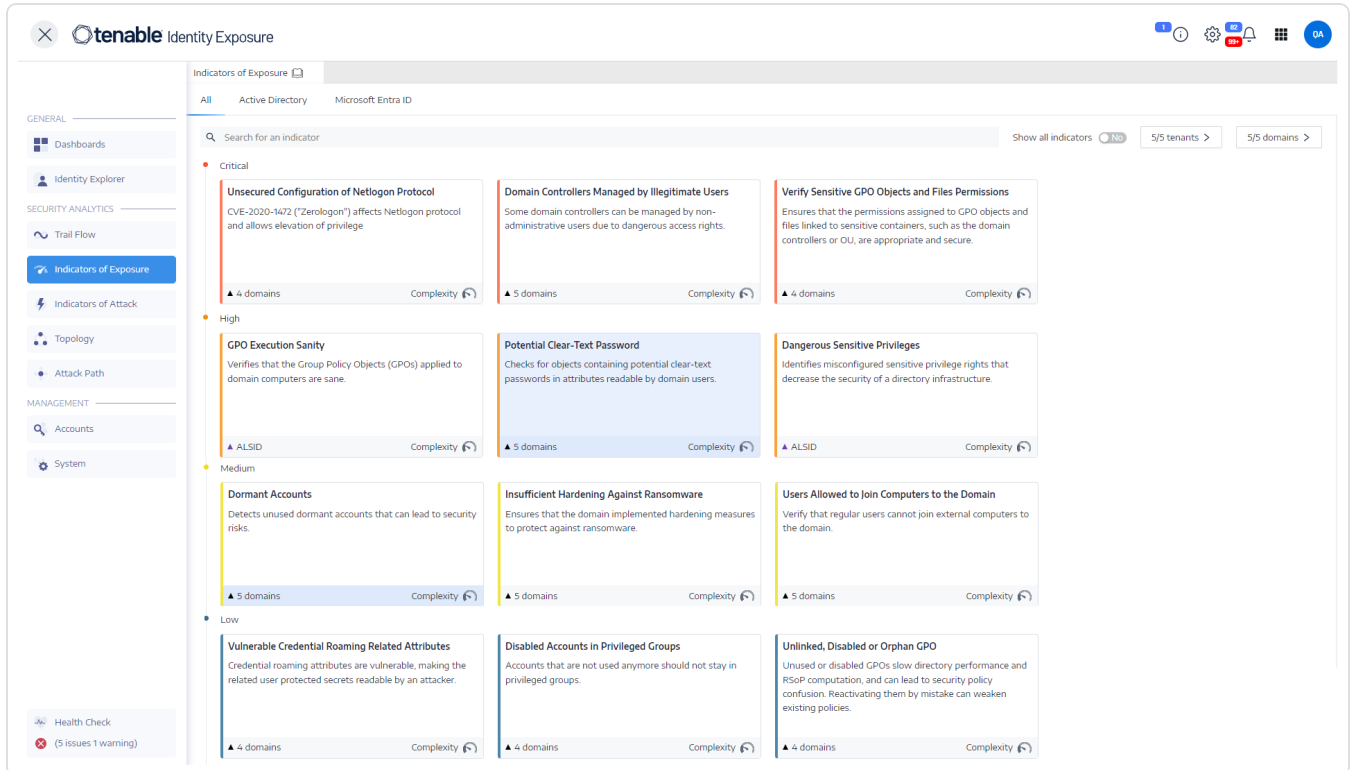 tenable Identity Exposure
1
82
99+
QA
Indicators of Exposure
All Active Directory Microsoft Entra ID
GENERAL
Dashboards
Identity Explorer
SECURITY ANALYTICS
Trail Flow
Indicators of Exposure
Indicators of Attack
Topology
Attack Path
MANAGEMENT
Accounts
System
Health Check
(5 issues 1 warning)
Search for an indicator
Show all indicators No 5/5 tenants > 5/5 domains >
Critical
Unsecured Configuration of Netlogon Protocol
CVE-2020-1472 ("Zerologon") affects Netlogon protocol
and allows elevation of privilege
4 domains Complexity
Domain Controllers Managed by Illegitimate Users
Some domain controllers can be managed by non-
administrative users due to dangerous access rights.
5 domains Complexity
Verify Sensitive GPO Objects and Files Permissions
Ensures that the permissions assigned to GPO objects and
files linked to sensitive containers, such as the domain
controllers or OU, are appropriate and secure.
4 domains Complexity
High
GPO Execution Sanity
Verifies that the Group Policy Objects (GPOs) applied to
domain computers are sane.
ALSID Complexity
Potential Clear-Text Password
Checks for objects containing potential clear-text
passwords in attributes readable by domain users.
5 domains Complexity
Dangerous Sensitive Privileges
Identifies misconfigured sensitive privilege rights that
decrease the security of a directory infrastructure.
ALSID Complexity
Medium
Dormant Accounts
Detects unused dormant accounts that can lead to security
risks.
5 domains Complexity
Insufficient Hardening Against Ransomware
Ensures that the domain implemented hardening measures
to protect against ransomware.
5 domains Complexity
Users Allowed to Join Computers to the Domain
Verify that regular users cannot join external computers to
the domain.
5 domains Complexity
Low
Vulnerable Credential Roaming Related Attributes
Credential roaming attributes are vulnerable, making the
related user protected secrets readable by an attacker.
4 domains Complexity
Disabled Accounts in Privileged Groups
Accounts that are not used anymore should not stay in
privileged groups.
4 domains Complexity
Unlinked, Disabled or Orphan GPO
Unused or disabled GPOs slow directory performance and
RSoP computation, and can lead to security policy
confusion. Reactivating them by mistake can weaken
existing policies.
4 domains Complexity